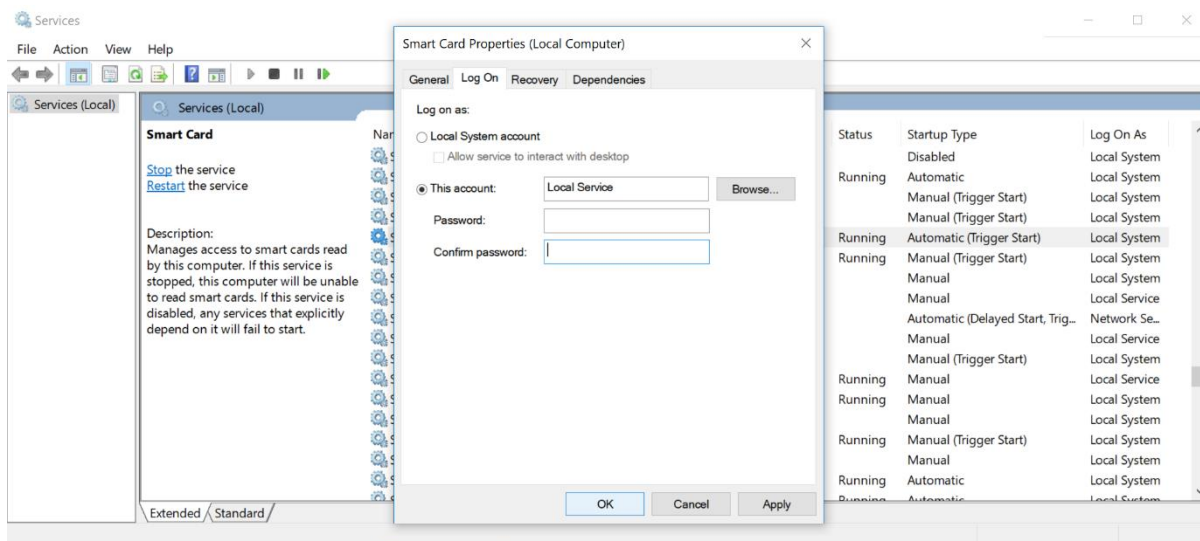 Services
File Action View Help
Services (Local)
Services (Local)
Smart Card
Stop the service
Restart the service
Description:
Manages access to smart cards read
by this computer. If this service is
stopped, this computer will be unable
to read smart cards. If this service is
disabled, any services that explicitly
depend on it will fail to start.
Extended Standard
Smart Card Properties (Local Computer)
General Log On Recovery Dependencies
Log on as:
Local System account
Allow service to interact with desktop
This account: Local Service Browse...
Password:
Confirm password:
OK Cancel Apply
Status Startup Type Log On As
Disabled Local System
Running Automatic Local System
Manual (Trigger Start) Local System
Manual (Trigger Start) Local System
Running Automatic (Trigger Start) Local System
Running Manual (Trigger Start) Local System
Manual Local System
Manual Local Service
Automatic (Delayed Start, Trig... Network Se...
Manual Local Service
Manual (Trigger Start) Local System
Running Manual Local Service
Running Manual Local System
Manual Local System
Running Manual (Trigger Start) Local System
Manual Local System
Running Automatic Local System
Running Automatic Local System